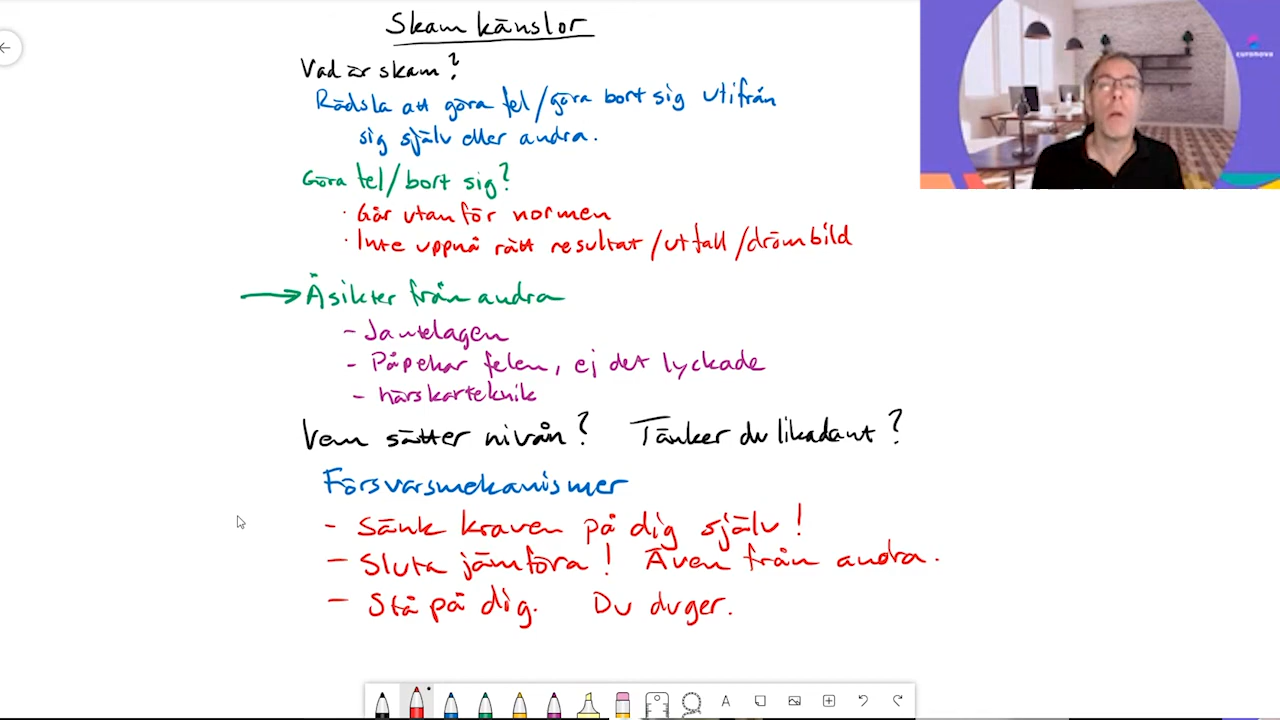 Skamkänslor
Vad är skam?
Rädsla att göra fel/göra bort sig utifrån
sig själv eller andra.
Göra fel/bort sig?
· Går utanför normen
· Inte uppnå rätt resultat/utfall/drömbild
→ Åsikter från andra
- Jantelagen
- Påpekar felen, ej det lyckade
- härskarteknik
Vem sätter nivån? Tänker du likadant?
Försvarsmekanismer
- Sänk kraven på dig själv!
- Sluta jämföra! Även från andra.
- Stå på dig. Du duger.
curonova
A